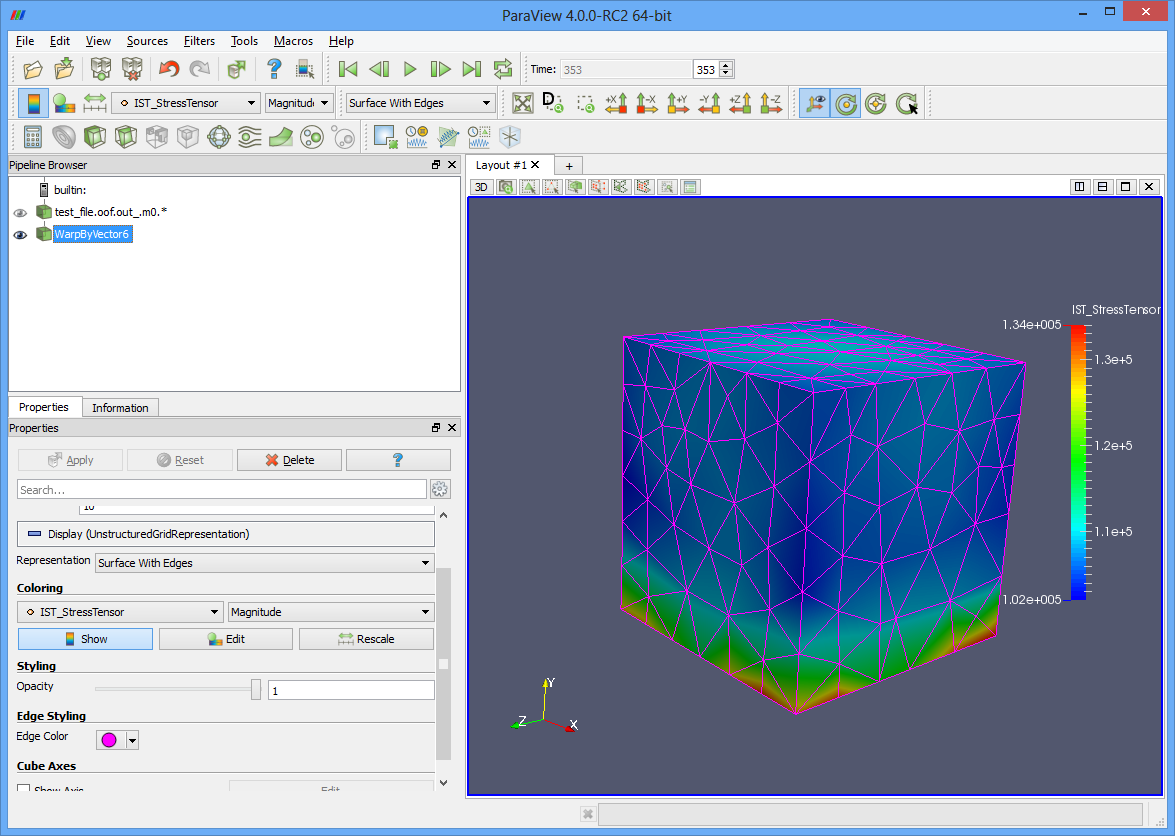 ParaView 4.0.0-RC2 64-bit
File Edit View Sources Filters Tools Macros Help
Time: 353 353
IST_StressTensor Magnitude Surface With Edges
Pipeline Browser
Layout #1
builtin:
test_file.oof.out_.m0.*
WarpByVector6
3D
Properties Information
Properties
Apply Reset Delete ?
Search...
10
Display (UnstructuredGridRepresentation)
Representation Surface With Edges
Coloring
IST_StressTensor Magnitude
Show Edit Rescale
Styling
Opacity 1
Edge Styling
Edge Color
Cube Axes
Show Axis Edit
IST_StressTensor
1.34e+005
1.3e+5
1.2e+5
1.1e+5
1.02e+005
Y
Z X